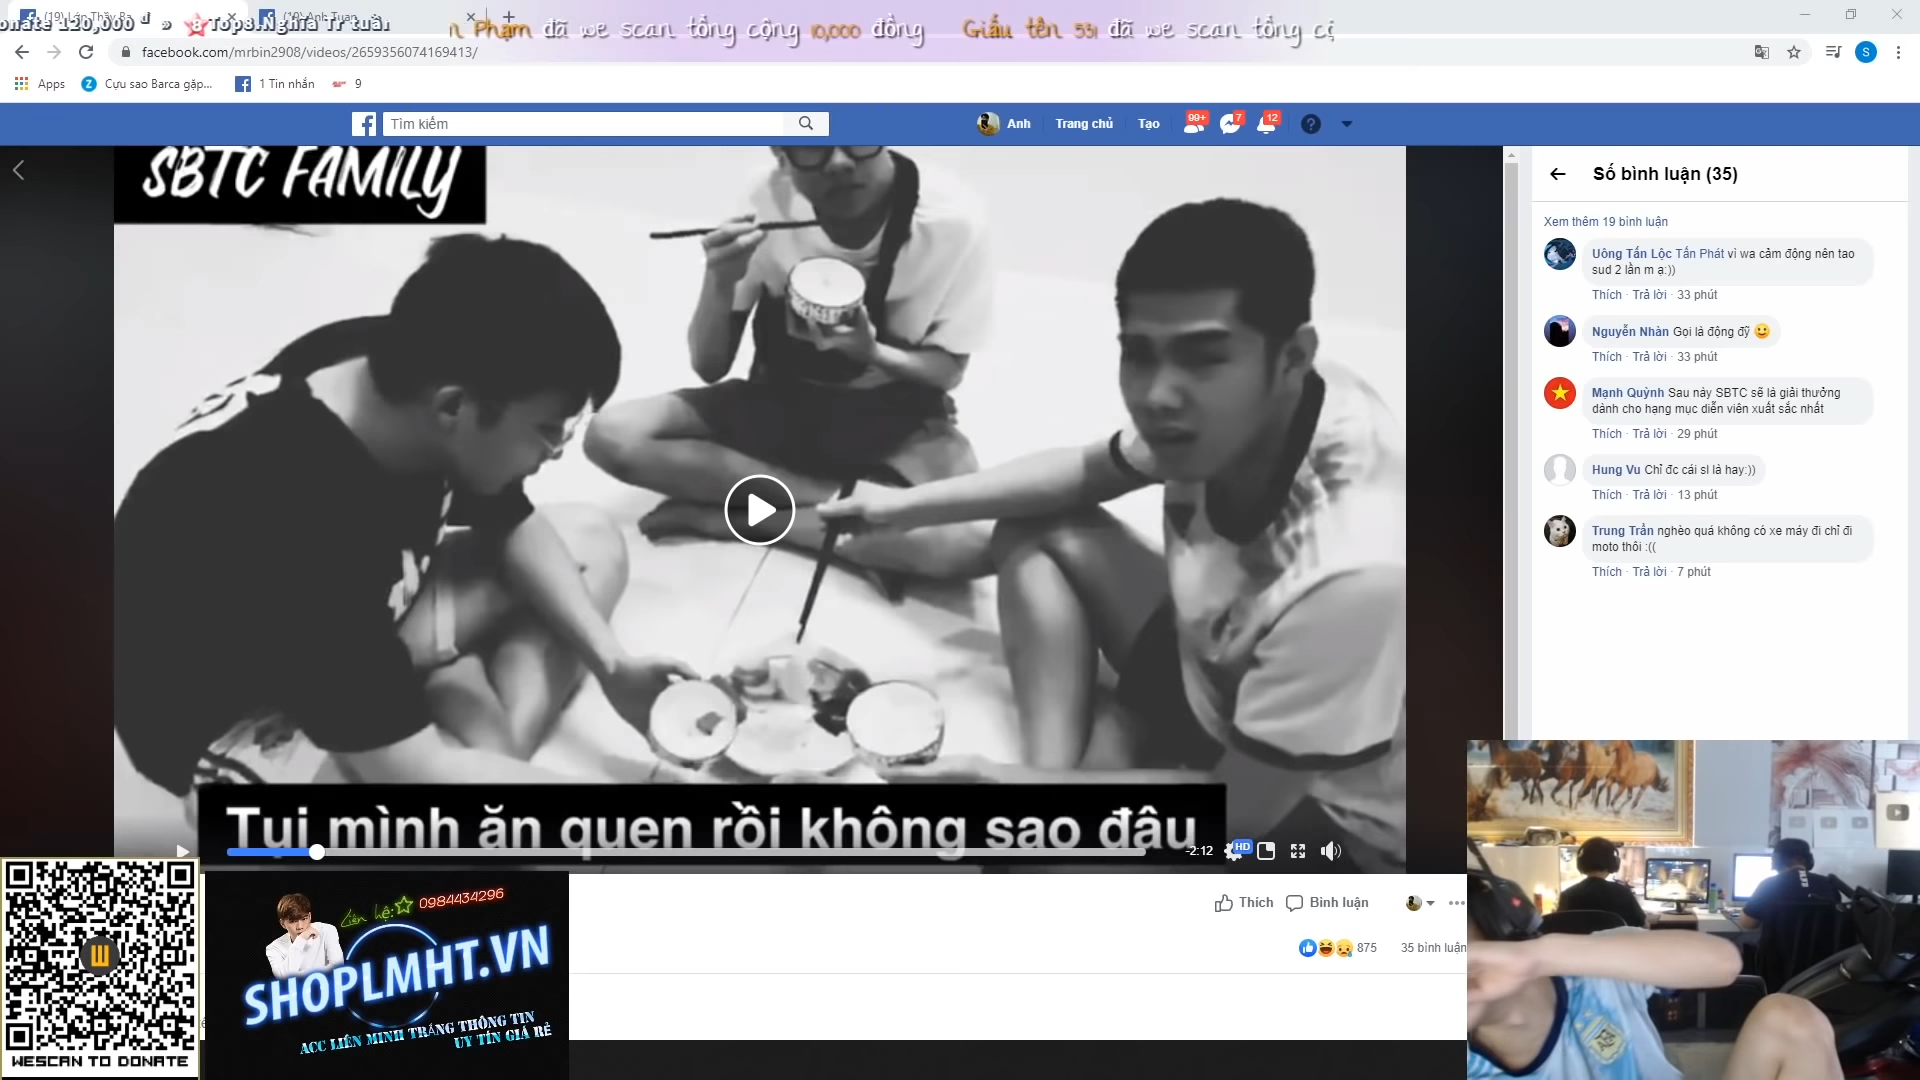 onate 120,000
Top8.Nghĩa Trần
n Phạm đã we scan tổng cộng 10,000 đồng
Giấu tên 531 đã we scan tổng cộ
(19) Anh Tuan
facebook.com/mrbin2908/videos/2659356074169413/
S
Apps
Cựu sao Barca gặp...
1 Tin nhắn
9
Tìm kiếm
Anh
Trang chủ
Tạo
99+
7
12
SBTC FAMILY
Tụi mình ăn quen rồi không sao đâu
-2:12
HD
Số bình luận (35)
Xem thêm 19 bình luận
Uông Tấn Lộc Tấn Phát vì wa cảm động nên tao
sud 2 lần m ạ:))
Thích · Trả lời · 33 phút
Nguyễn Nhàn Gọi là động đỹ
Thích · Trả lời · 33 phút
Mạnh Quỳnh Sau này SBTC sẽ là giải thưởng
dành cho hạng mục diễn viên xuất sắc nhất
Thích · Trả lời · 29 phút
Hung Vu Chỉ đc cái sl là hay:))
Thích · Trả lời · 13 phút
Trung Trần nghèo quá không có xe máy đi chỉ đi
moto thôi :((
Thích · Trả lời · 7 phút
Thích
Bình luận
875
35 bình luận
WESCAN TO DONATE
Liên hệ: 0984434296
SHOPLMHT.VN
ACC LIÊN MINH TRẮNG THÔNG TIN
UY TÍN GIÁ RẺ